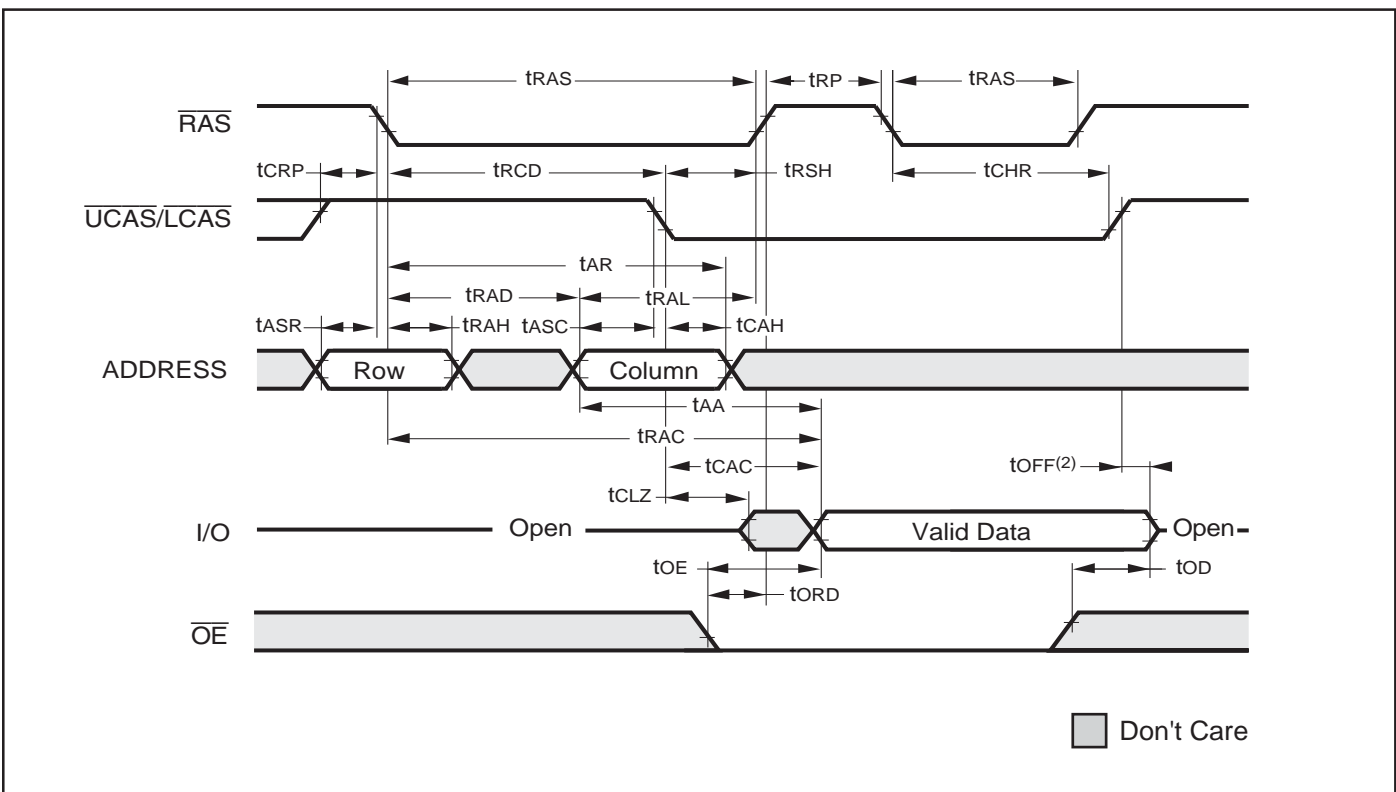 tRAS tRP tRAS
RAS
tCRP tRCD tRSH tCHR
UCAS/LCAS
tAR
tRAD tRAL
tASR tRAH tASC tCAH
ADDRESS Row Column
tAA
tRAC
tCAC tOFF(2)
tCLZ
I/O Open Valid Data Open
tOE tOD
tORD
OE
Don't Care